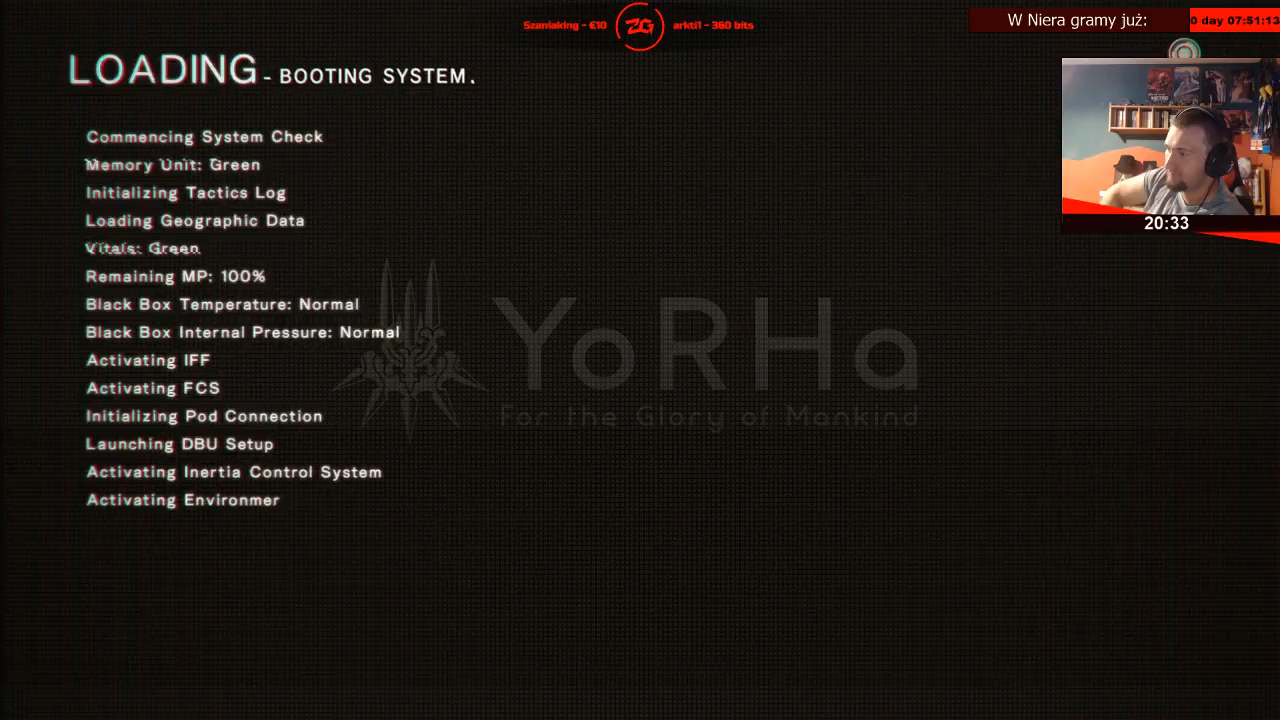 Szaniaking - €10
ZG
arkti1 - 360 bits
W Niera gramy już:
0 day 07:51:13
LOADING - BOOTING SYSTEM.
Commencing System Check
Memory Unit: Green
Initializing Tactics Log
Loading Geographic Data
Vitals: Green
Remaining MP: 100%
Black Box Temperature: Normal
Black Box Internal Pressure: Normal
Activating IFF
Activating FCS
Initializing Pod Connection
Launching DBU Setup
Activating Inertia Control System
Activating Environmer
YoRHa
For the Glory of Mankind
20:33